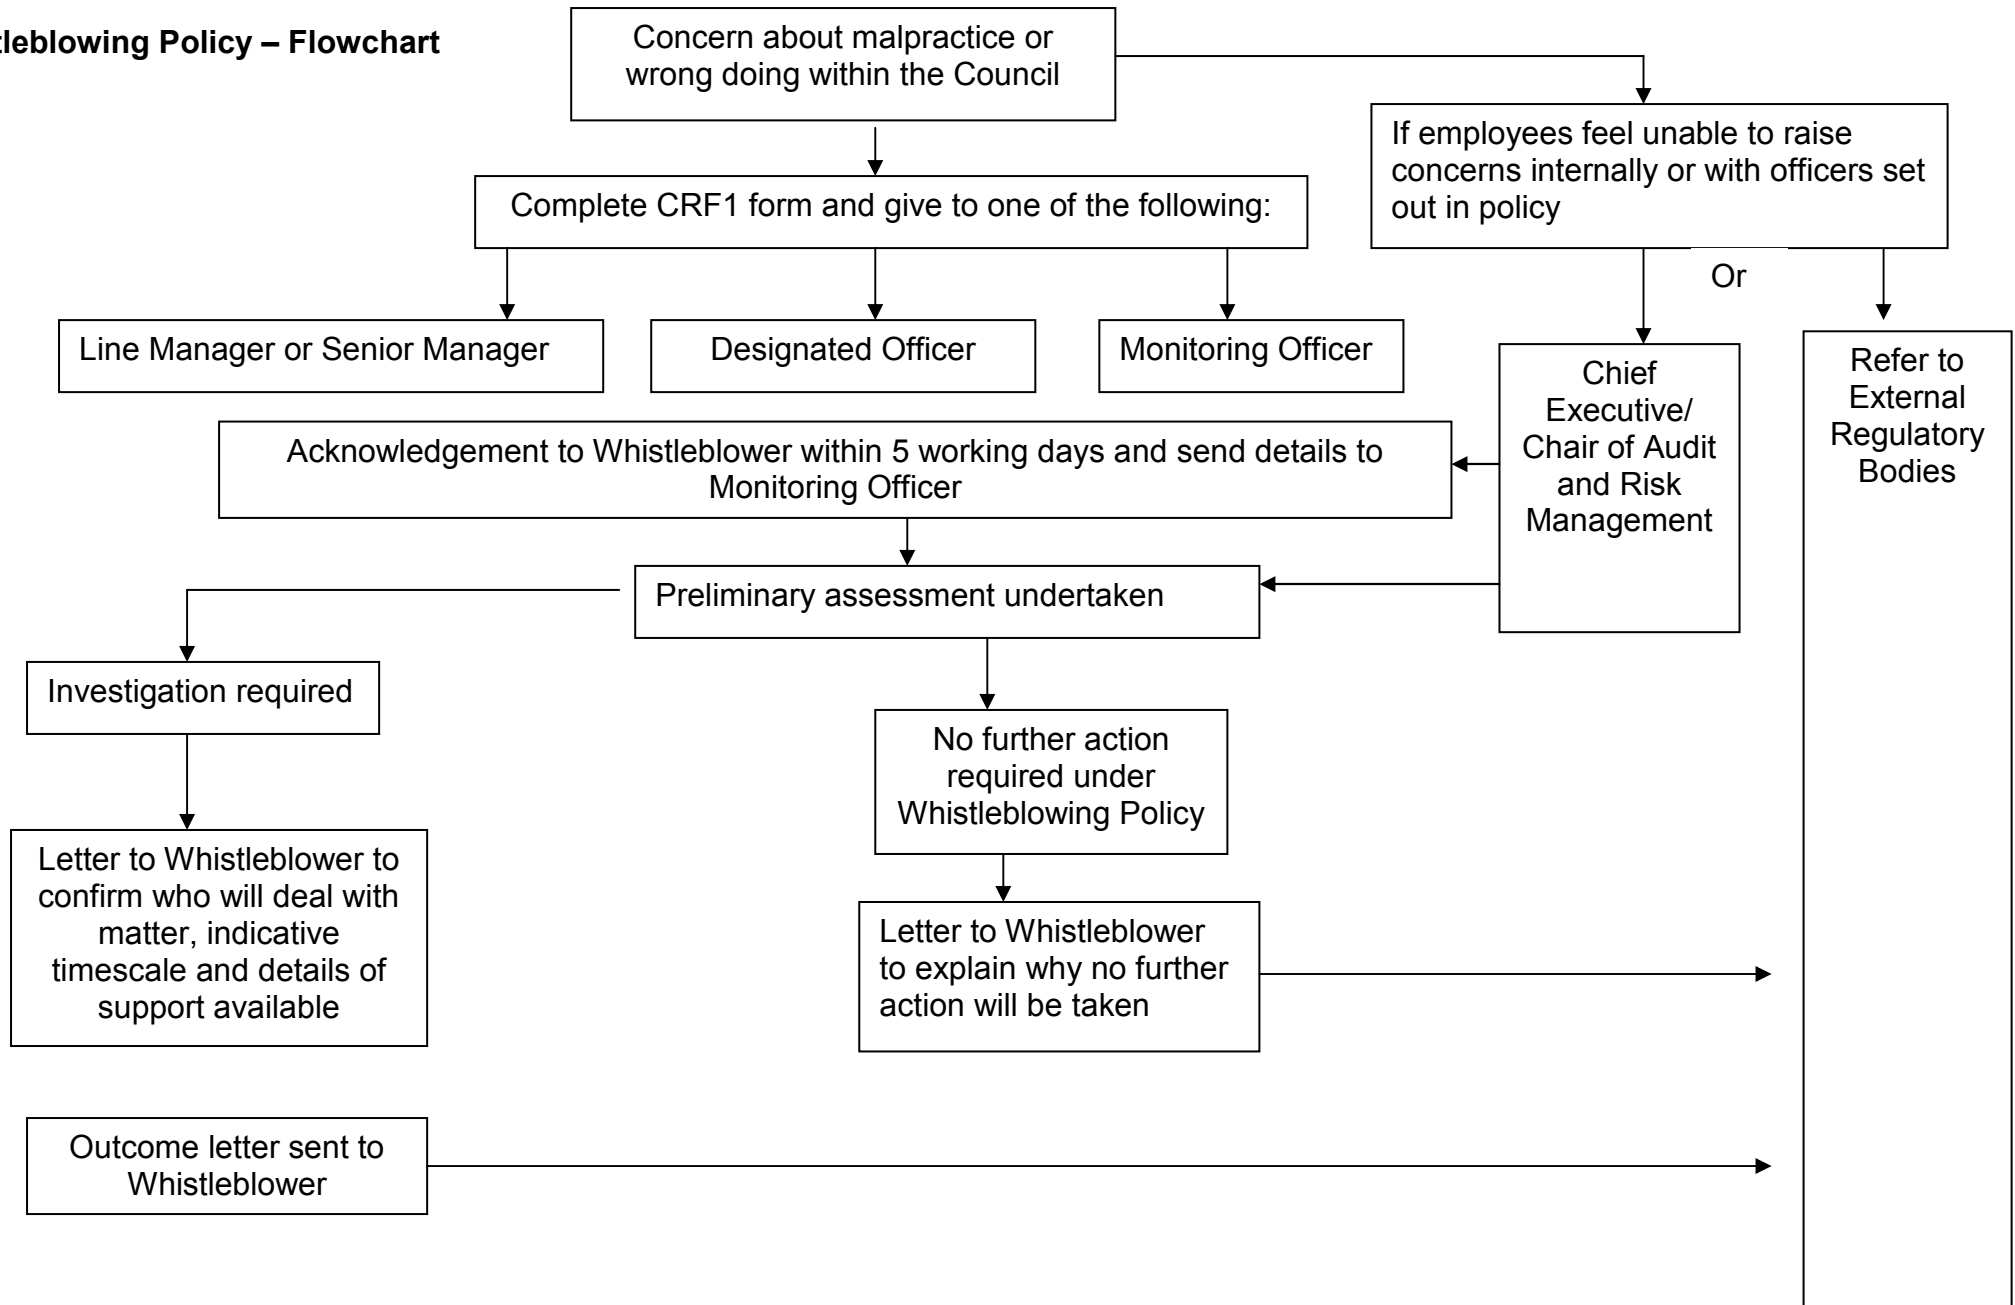 tleblowing Policy – Flowchart
Concern about malpractice or
wrong doing within the Council
If employees feel unable to raise
concerns internally or with officers set
out in policy
Complete CRF1 form and give to one of the following:
Or
Line Manager or Senior Manager
Designated Officer
Monitoring Officer
Chief
Executive/
Chair of Audit
and Risk
Management
Refer to
External
Regulatory
Bodies
Acknowledgement to Whistleblower within 5 working days and send details to
Monitoring Officer
Preliminary assessment undertaken
Investigation required
No further action
required under
Whistleblowing Policy
Letter to Whistleblower to
confirm who will deal with
matter, indicative
timescale and details of
support available
Letter to Whistleblower
to explain why no further
action will be taken
Outcome letter sent to
Whistleblower